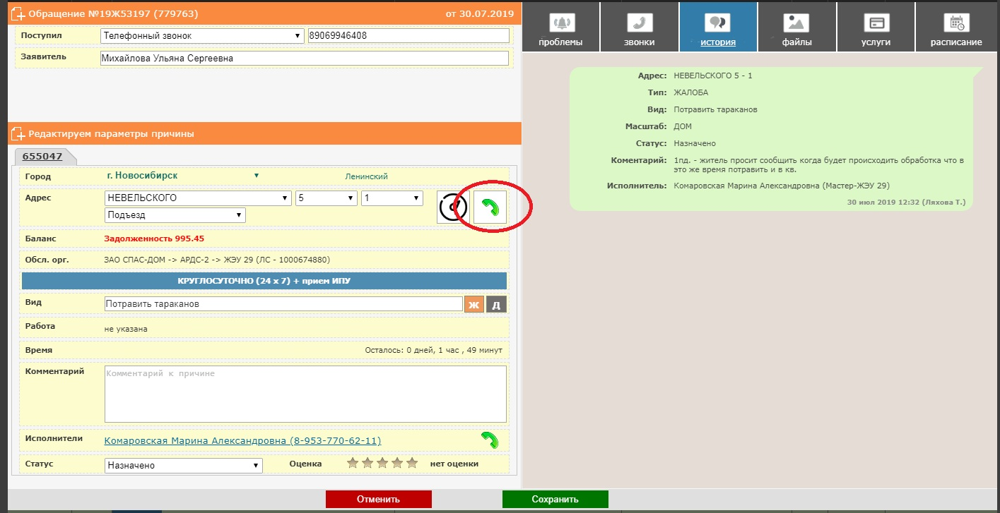 Обращение №19Ж53197 (779763)
от 30.07.2019
Поступил
Телефонный звонок
89069946408
Заявитель
Михайлова Ульяна Сергеевна
Редактируем параметры причины
655047
Город
г. Новосибирск
Ленинский
Адрес
НЕВЕЛЬСКОГО
5
1
Подъезд
Баланс
Задолженность 995.45
Обсл. орг.
ЗАО СПАС-ДОМ -> АРДС-2 -> ЖЭУ 29 (ЛС - 1000674880)
КРУГЛОСУТОЧНО (24 x 7) + прием ИПУ
Вид
Потравить тараканов
Ж
Д
Работа
не указана
Время
Осталось: 0 дней, 1 час , 49 минут
Комментарий
Комментарий к причине
Исполнители
Комаровская Марина Александровна (8-953-770-62-11)
Статус
Назначено
Оценка
нет оценки
проблемы
звонки
история
файлы
услуги
расписание
Адрес: НЕВЕЛЬСКОГО 5 - 1
Тип: ЖАЛОБА
Вид: Потравить тараканов
Масштаб: ДОМ
Статус: Назначено
Коментарий: 1пд. - житель просит сообщить когда будет происходить обработка что в
это же время потравить и в кв.
Исполнитель: Комаровская Марина Александровна (Мастер-ЖЭУ 29)
30 июл 2019 12:32 (Ляхова Т.)
Отменить
Сохранить